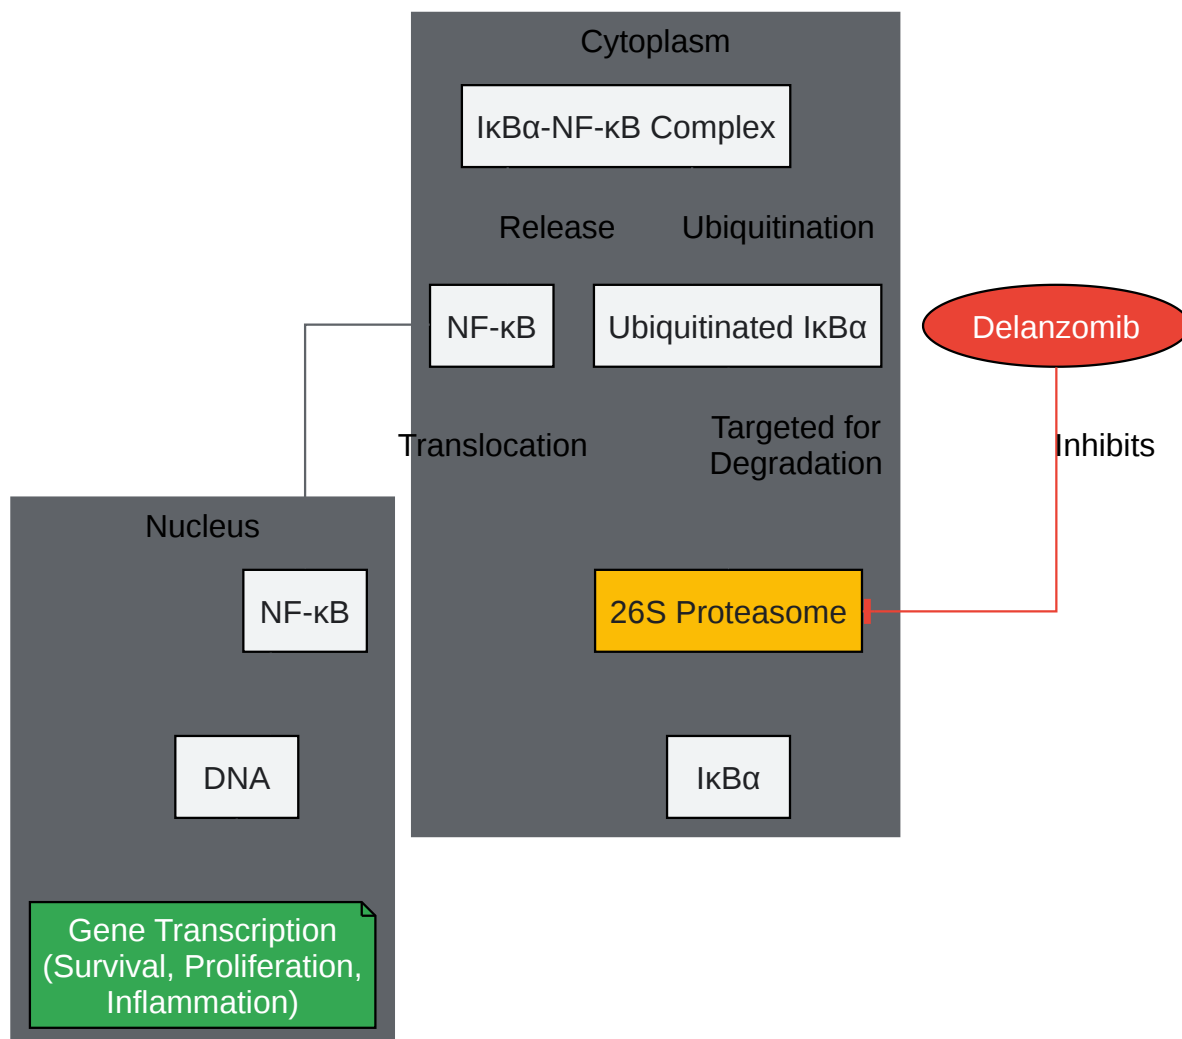 Cytoplasm
IκBα-NF-κB Complex
Release
Ubiquitination
NF-κB
Ubiquitinated IκBα
Delanzomib
Translocation
Targeted for
Degradation
Inhibits
Nucleus
NF-κB
26S Proteasome
DNA
IκBα
Gene Transcription
(Survival, Proliferation,
Inflammation)